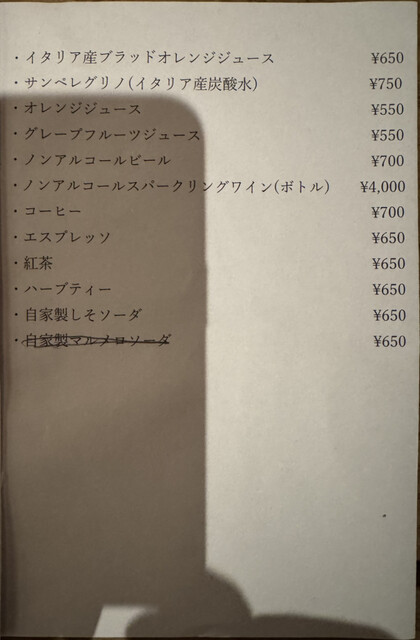 ・イタリア産ブラッドオレンジジュース ¥650
・サンペレグリノ(イタリア産炭酸水) ¥750
・オレンジジュース ¥550
・グレープフルーツジュース ¥550
・ノンアルコールビール ¥700
・ノンアルコールスパークリングワイン(ボトル) ¥4,000
・コーヒー ¥700
・エスプレッソ ¥650
・紅茶 ¥650
・ハーブティー ¥650
・自家製しそソーダ ¥650
・自家製マルメロソーダ ¥650